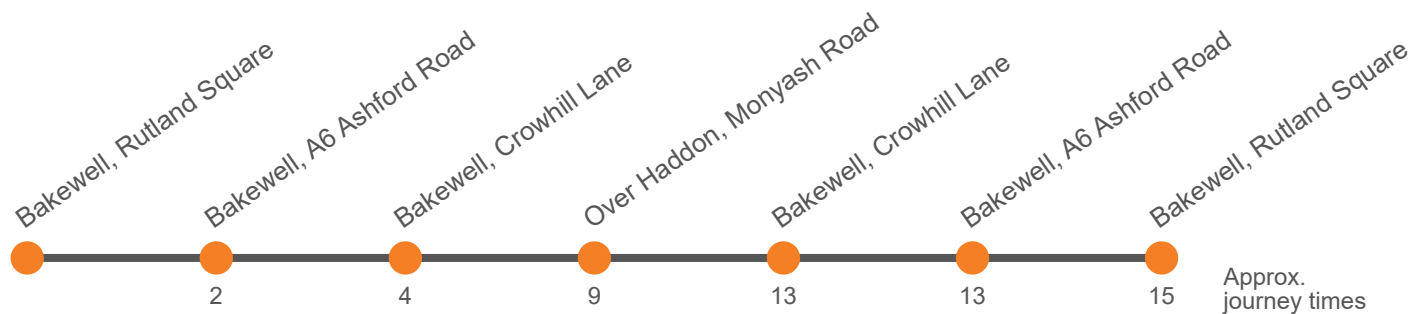 Bakewell, Rutland Square
Bakewell, A6 Ashford Road
Bakewell, Crowhill Lane
Over Haddon, Monyash Road
Bakewell, Crowhill Lane
Bakewell, A6 Ashford Road
Bakewell, Rutland Square
2
4
9
13
13
15
Approx.
journey times